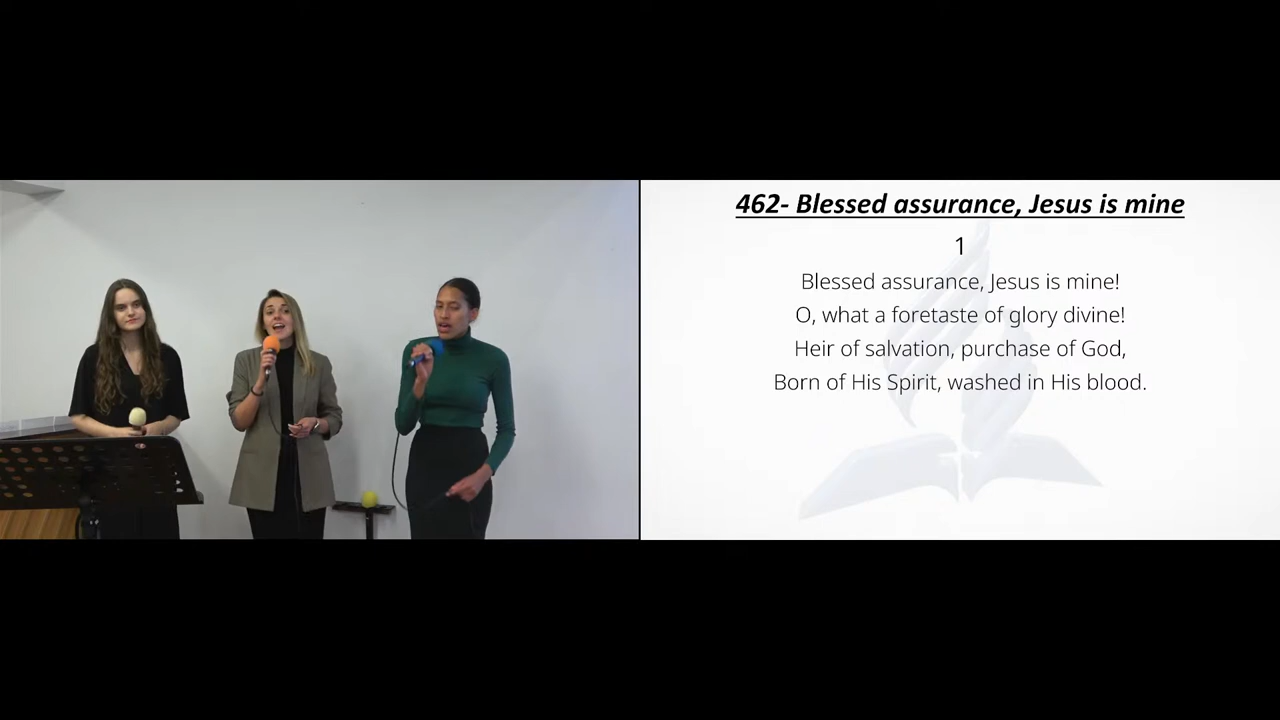 462- Blessed assurance, Jesus is mine
1
Blessed assurance, Jesus is mine!
O, what a foretaste of glory divine!
Heir of salvation, purchase of God,
Born of His Spirit, washed in His blood.